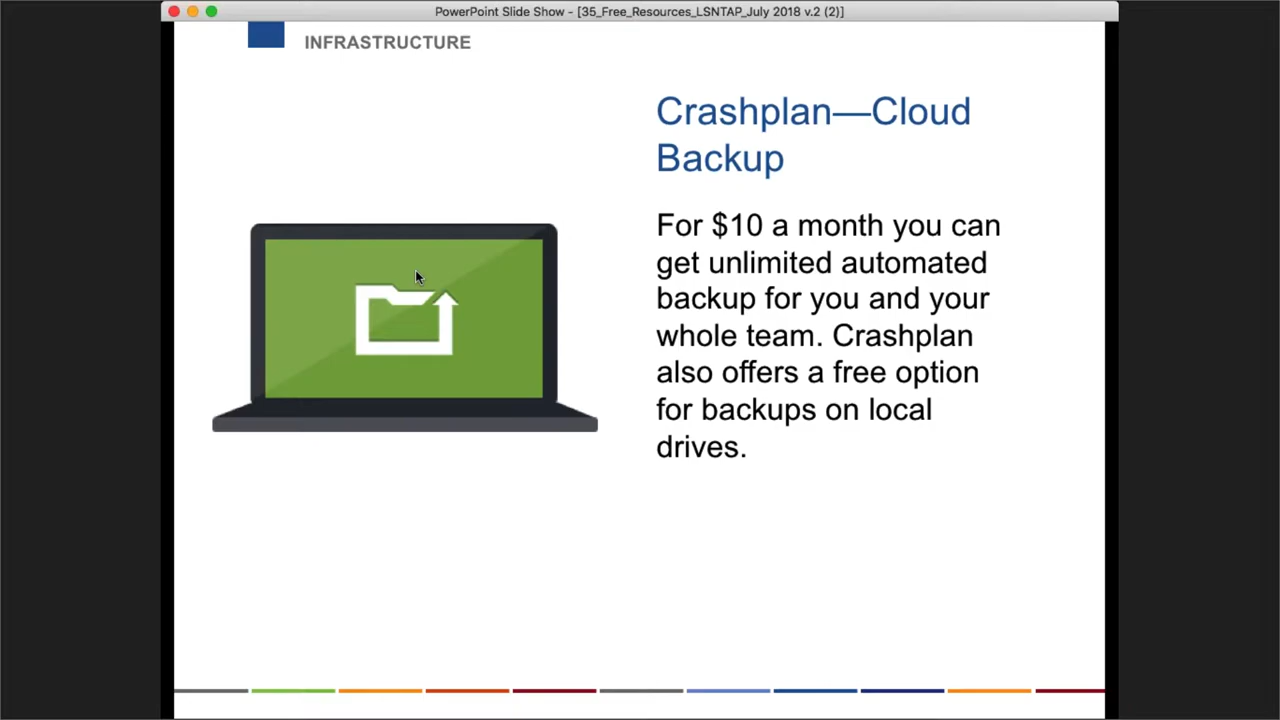 PowerPoint Slide Show - [35_Free_Resources_LSNTAP_July 2018 v.2 (2)]
INFRASTRUCTURE
Crashplan—Cloud
Backup
For $10 a month you can
get unlimited automated
backup for you and your
whole team. Crashplan
also offers a free option
for backups on local
drives.